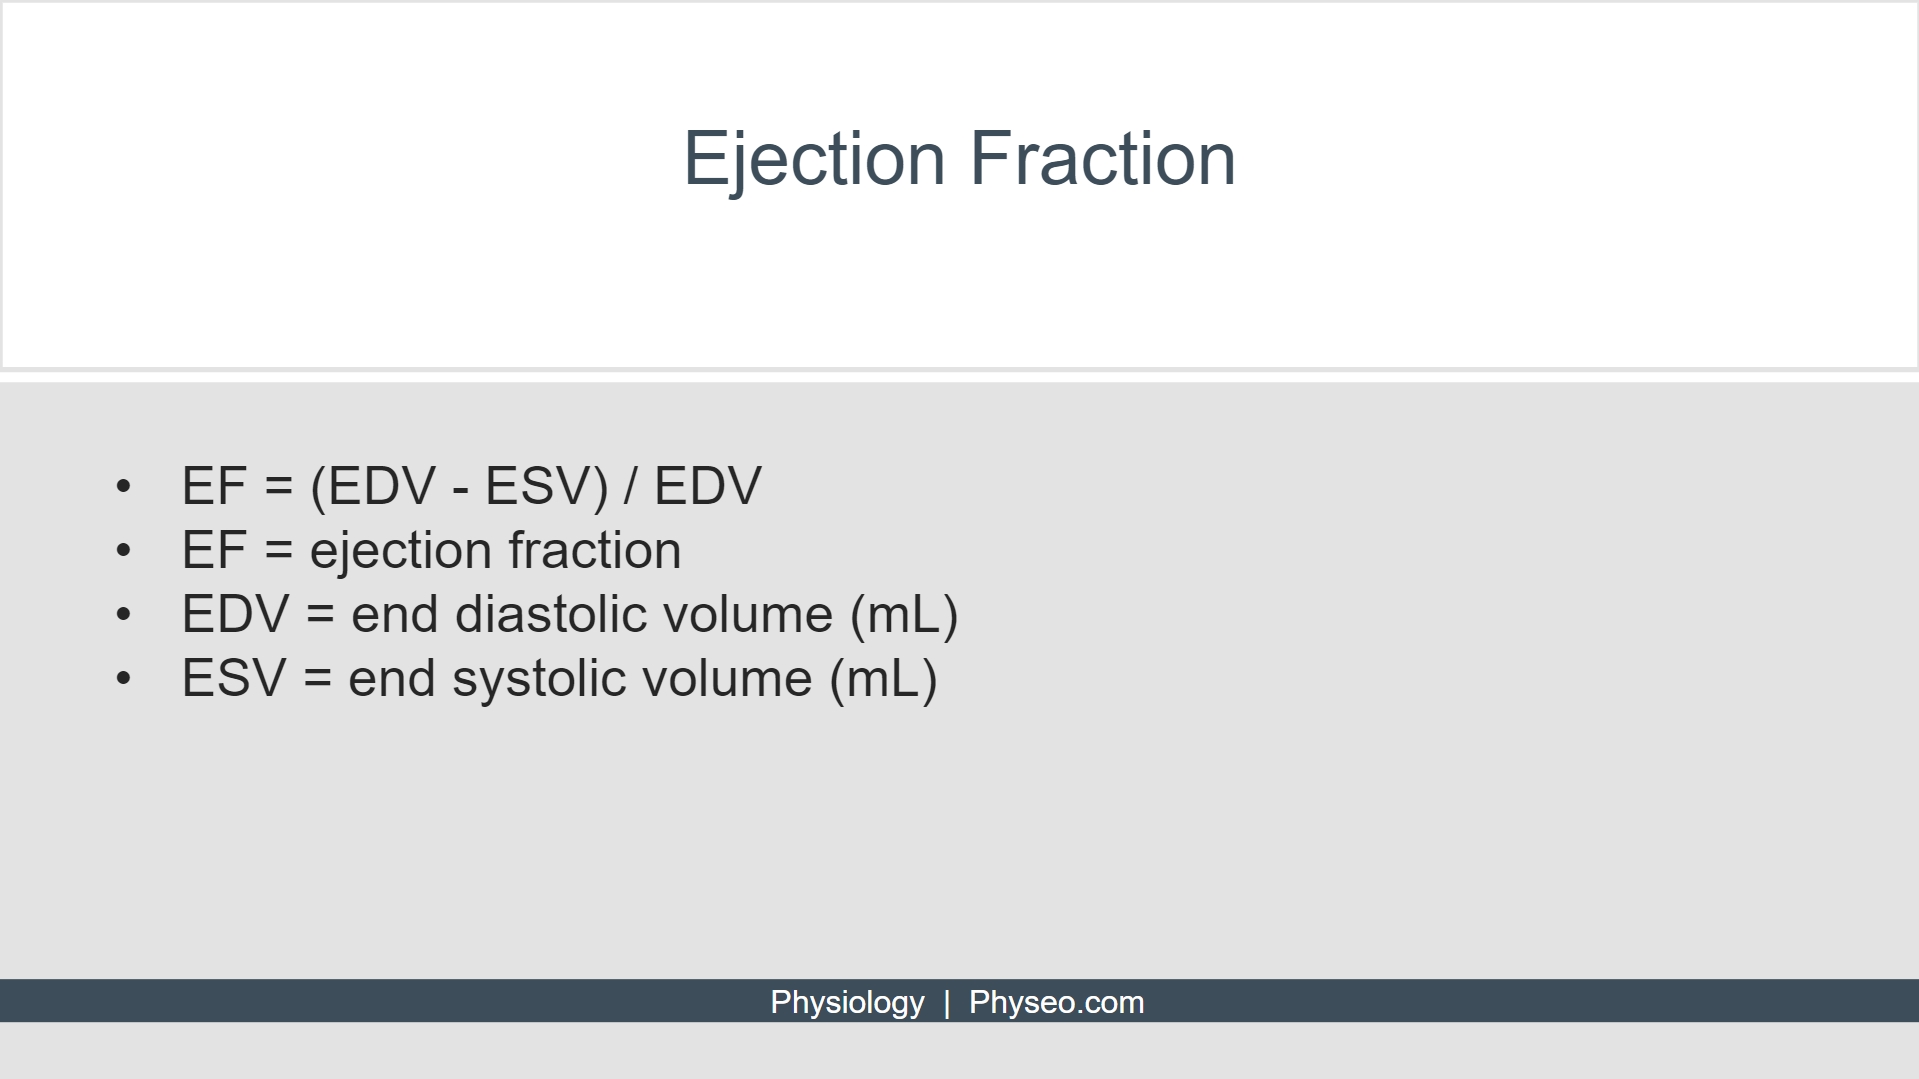 Ejection Fraction
• EF = (EDV - ESV) / EDV
• EF = ejection fraction
• EDV = end diastolic volume (mL)
• ESV = end systolic volume (mL)
Physiology | Physeo.com